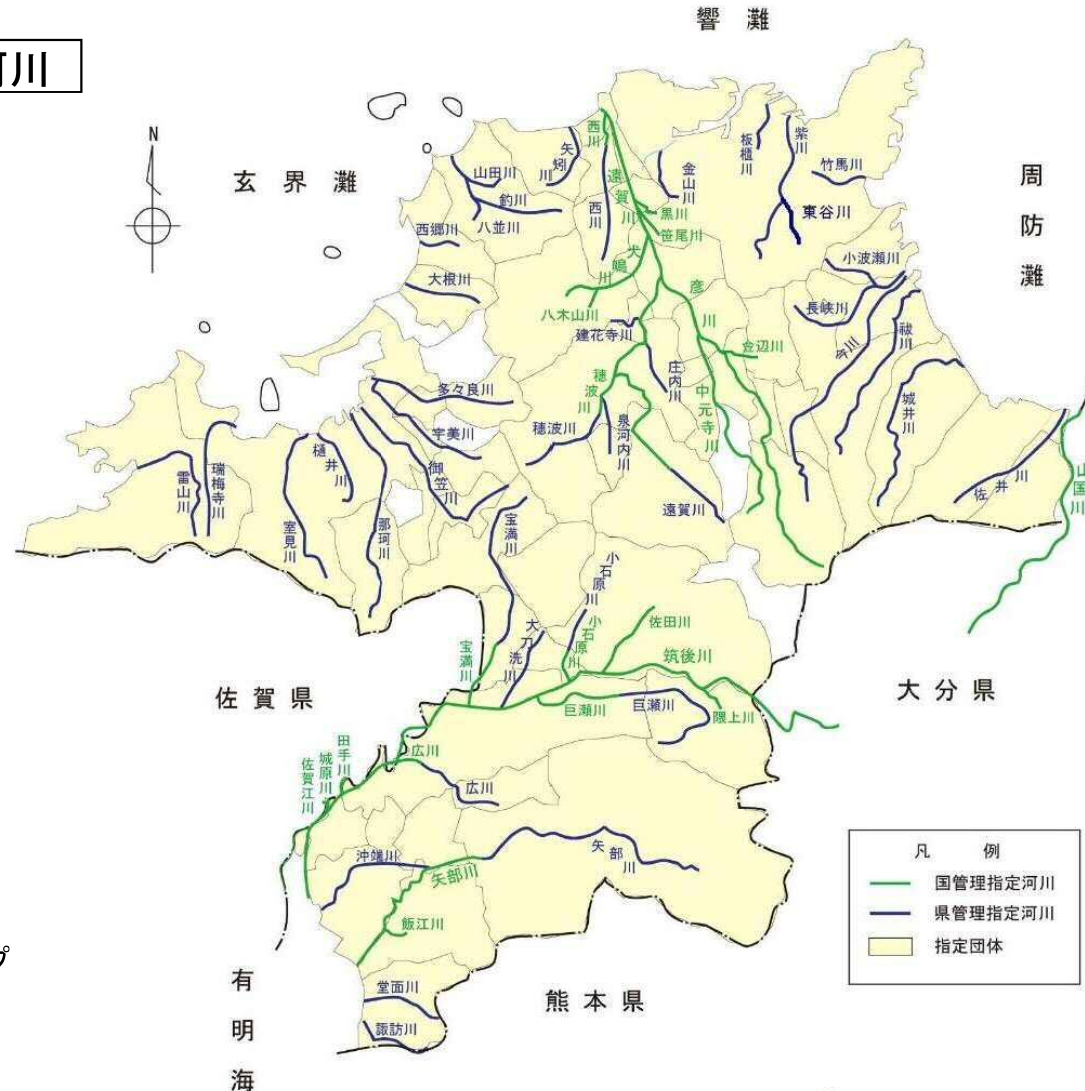 響灘
河川
N
玄界灘
周防灘
西川
矢矧川
山田川
釣川
八並川
西郷川
大根川
西川
遠賀川
金山川
黒川
笹尾川
板櫃川
紫川
竹馬川
東谷川
小波瀬川
長峡川
今川
祓川
城井川
佐井川
山国川
犬鳴川
八木山川
建花寺川
彦山川
金辺川
中元寺川
庄内川
穂波川
穂波川
泉河内川
遠賀川
多々良川
宇美川
御笠川
樋井川
室見川
那珂川
瑞梅寺川
雷山川
宝満川
宝満川
小石原川
小石原川
大刀洗川
佐田川
筑後川
巨瀬川
巨瀬川
隈上川
佐賀県
大分県
田手川
城原川
佐賀江川
広川
広川
沖端川
矢部川
矢部川
飯江川
堂面川
諏訪川
有明海
熊本県
プ
凡例
国管理指定河川
県管理指定河川
指定団体